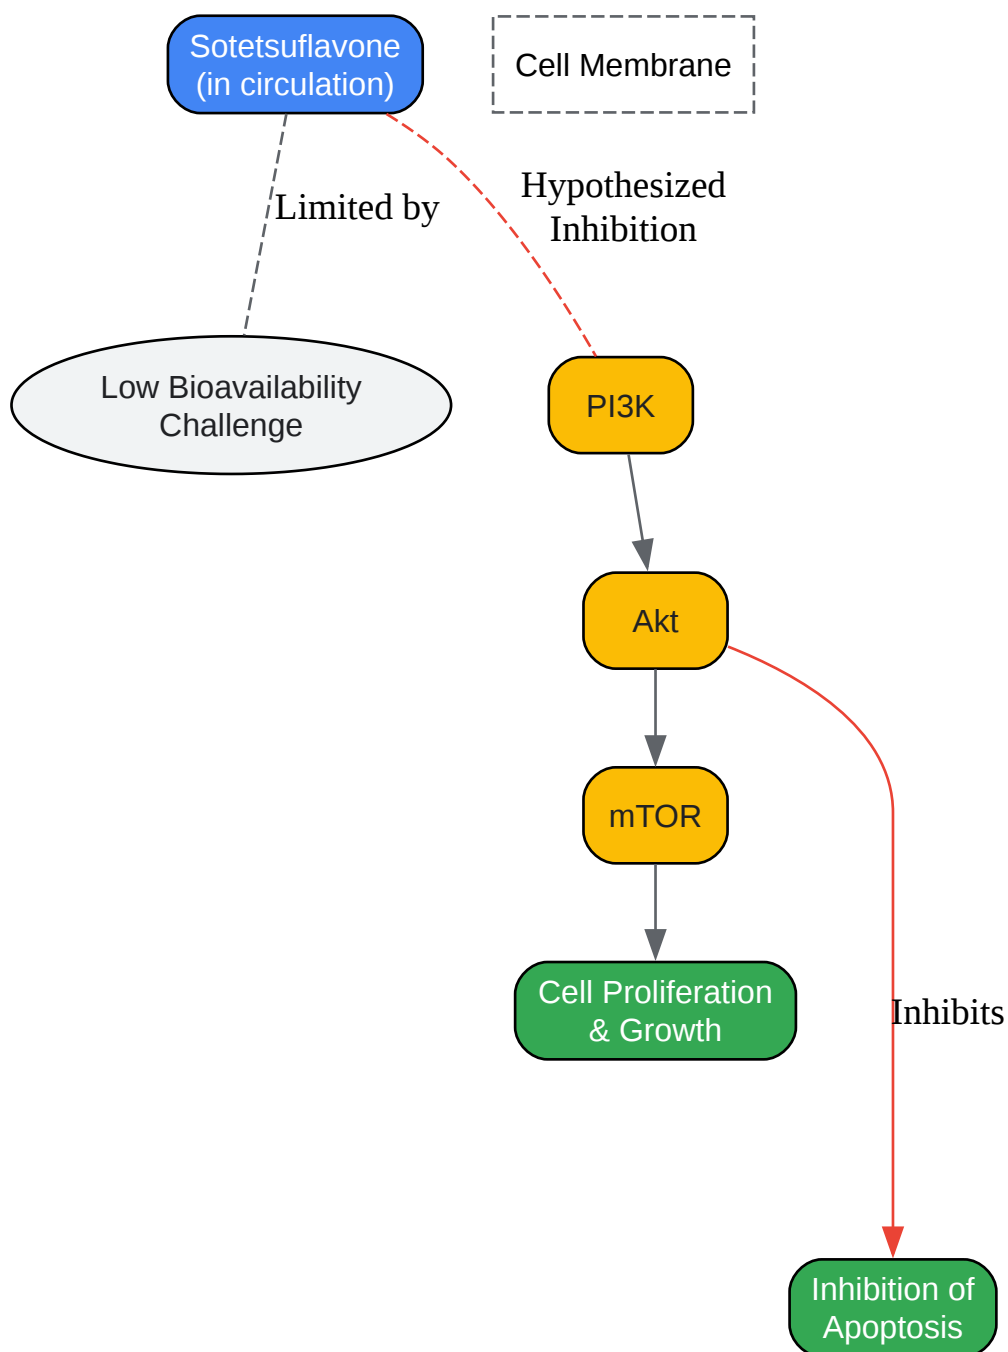 Sotetsuflavone
(in circulation)
Cell Membrane
Limited by
Hypothesized
Inhibition
Low Bioavailability
Challenge
PI3K
Akt
mTOR
Cell Proliferation
& Growth
Inhibits
Inhibition of
Apoptosis